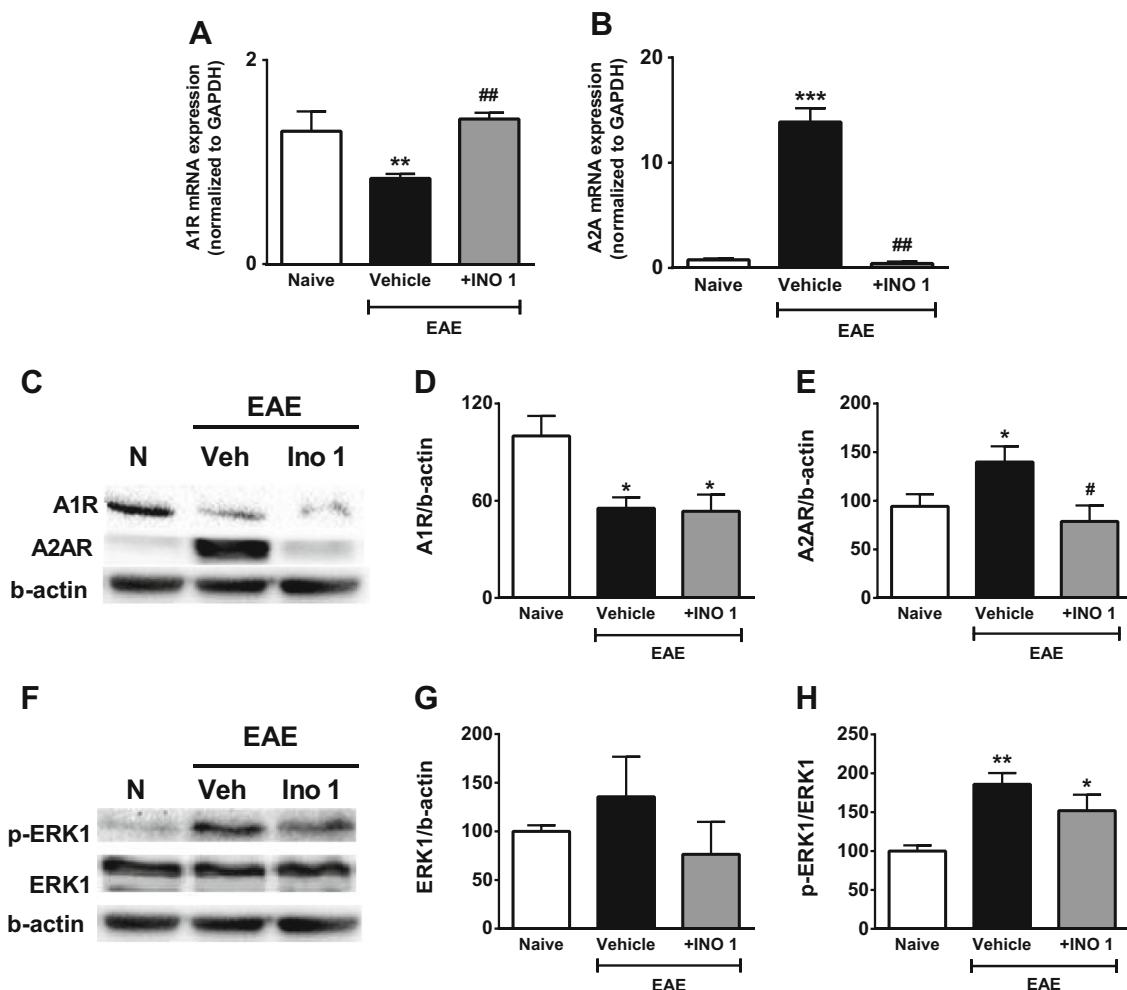 A
A1R mRNA expression
(normalized to GAPDH)
2
0
**
##
Naive Vehicle +INO 1
EAE
B
A2A mRNA expression
(normalized to GAPDH)
20
10
0
***
##
Naive Vehicle +INO 1
EAE
C
EAE
N Veh Ino 1
A1R
A2AR
b-actin
D
A1R/b-actin
120
60
0
*
*
Naive Vehicle +INO 1
EAE
E
A2AR/b-actin
200
150
100
50
0
*
#
Naive Vehicle +INO 1
EAE
F
EAE
N Veh Ino 1
p-ERK1
ERK1
b-actin
G
ERK1/b-actin
200
150
100
50
0
Naive Vehicle +INO 1
EAE
H
p-ERK1/ERK1
250
200
150
100
50
0
**
*
Naive Vehicle +INO 1
EAE